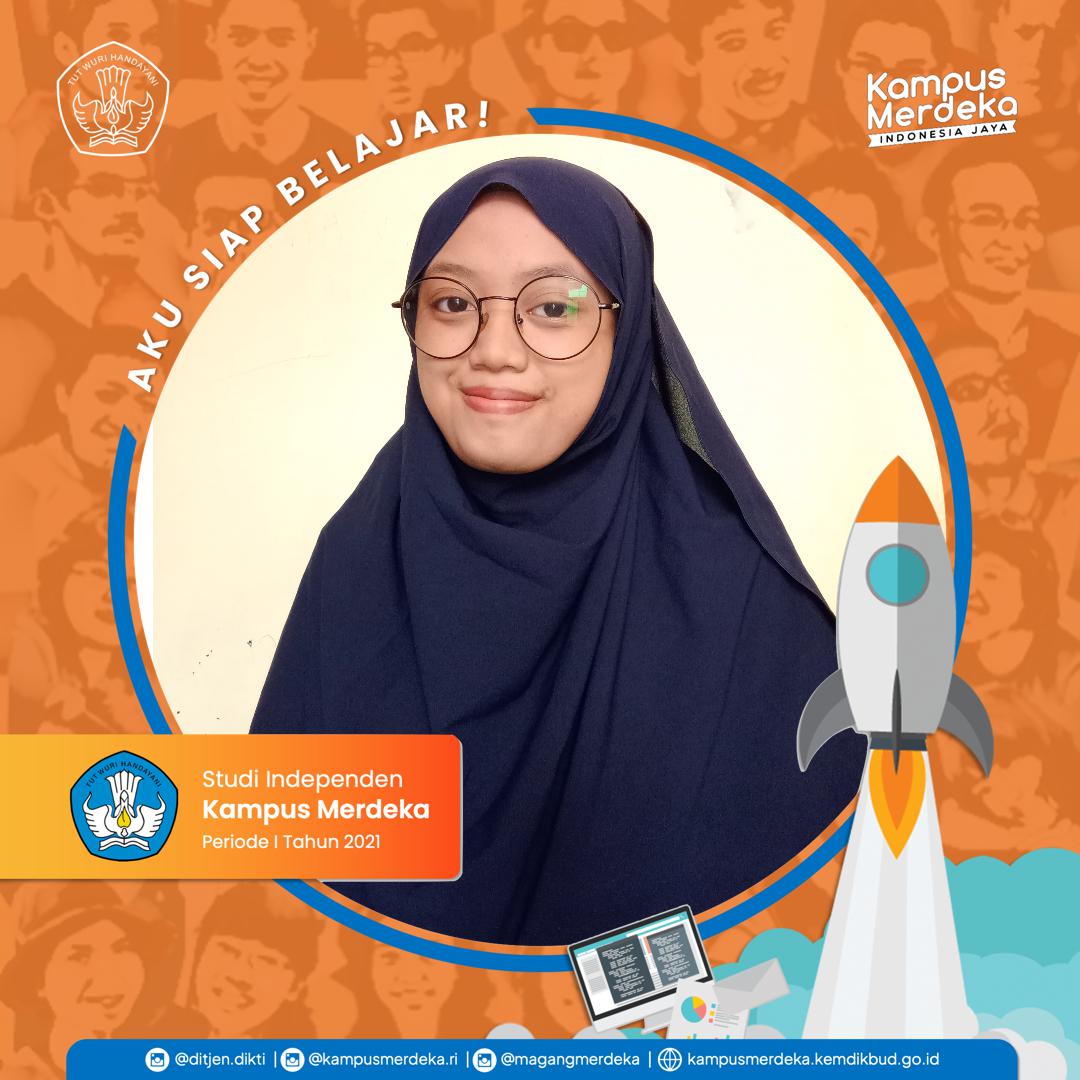 TUT WURI HANDAYANI
Kampus
Merdeka
INDONESIA JAYA
AKU SIAP BELAJAR!
TUT WURI HANDAYANI
Studi Independen
Kampus Merdeka
Periode I Tahun 2021
@ditjen.dikti | @kampusmerdeka.ri | @magangmerdeka | kampusmerdeka.kemdikbud.go.id